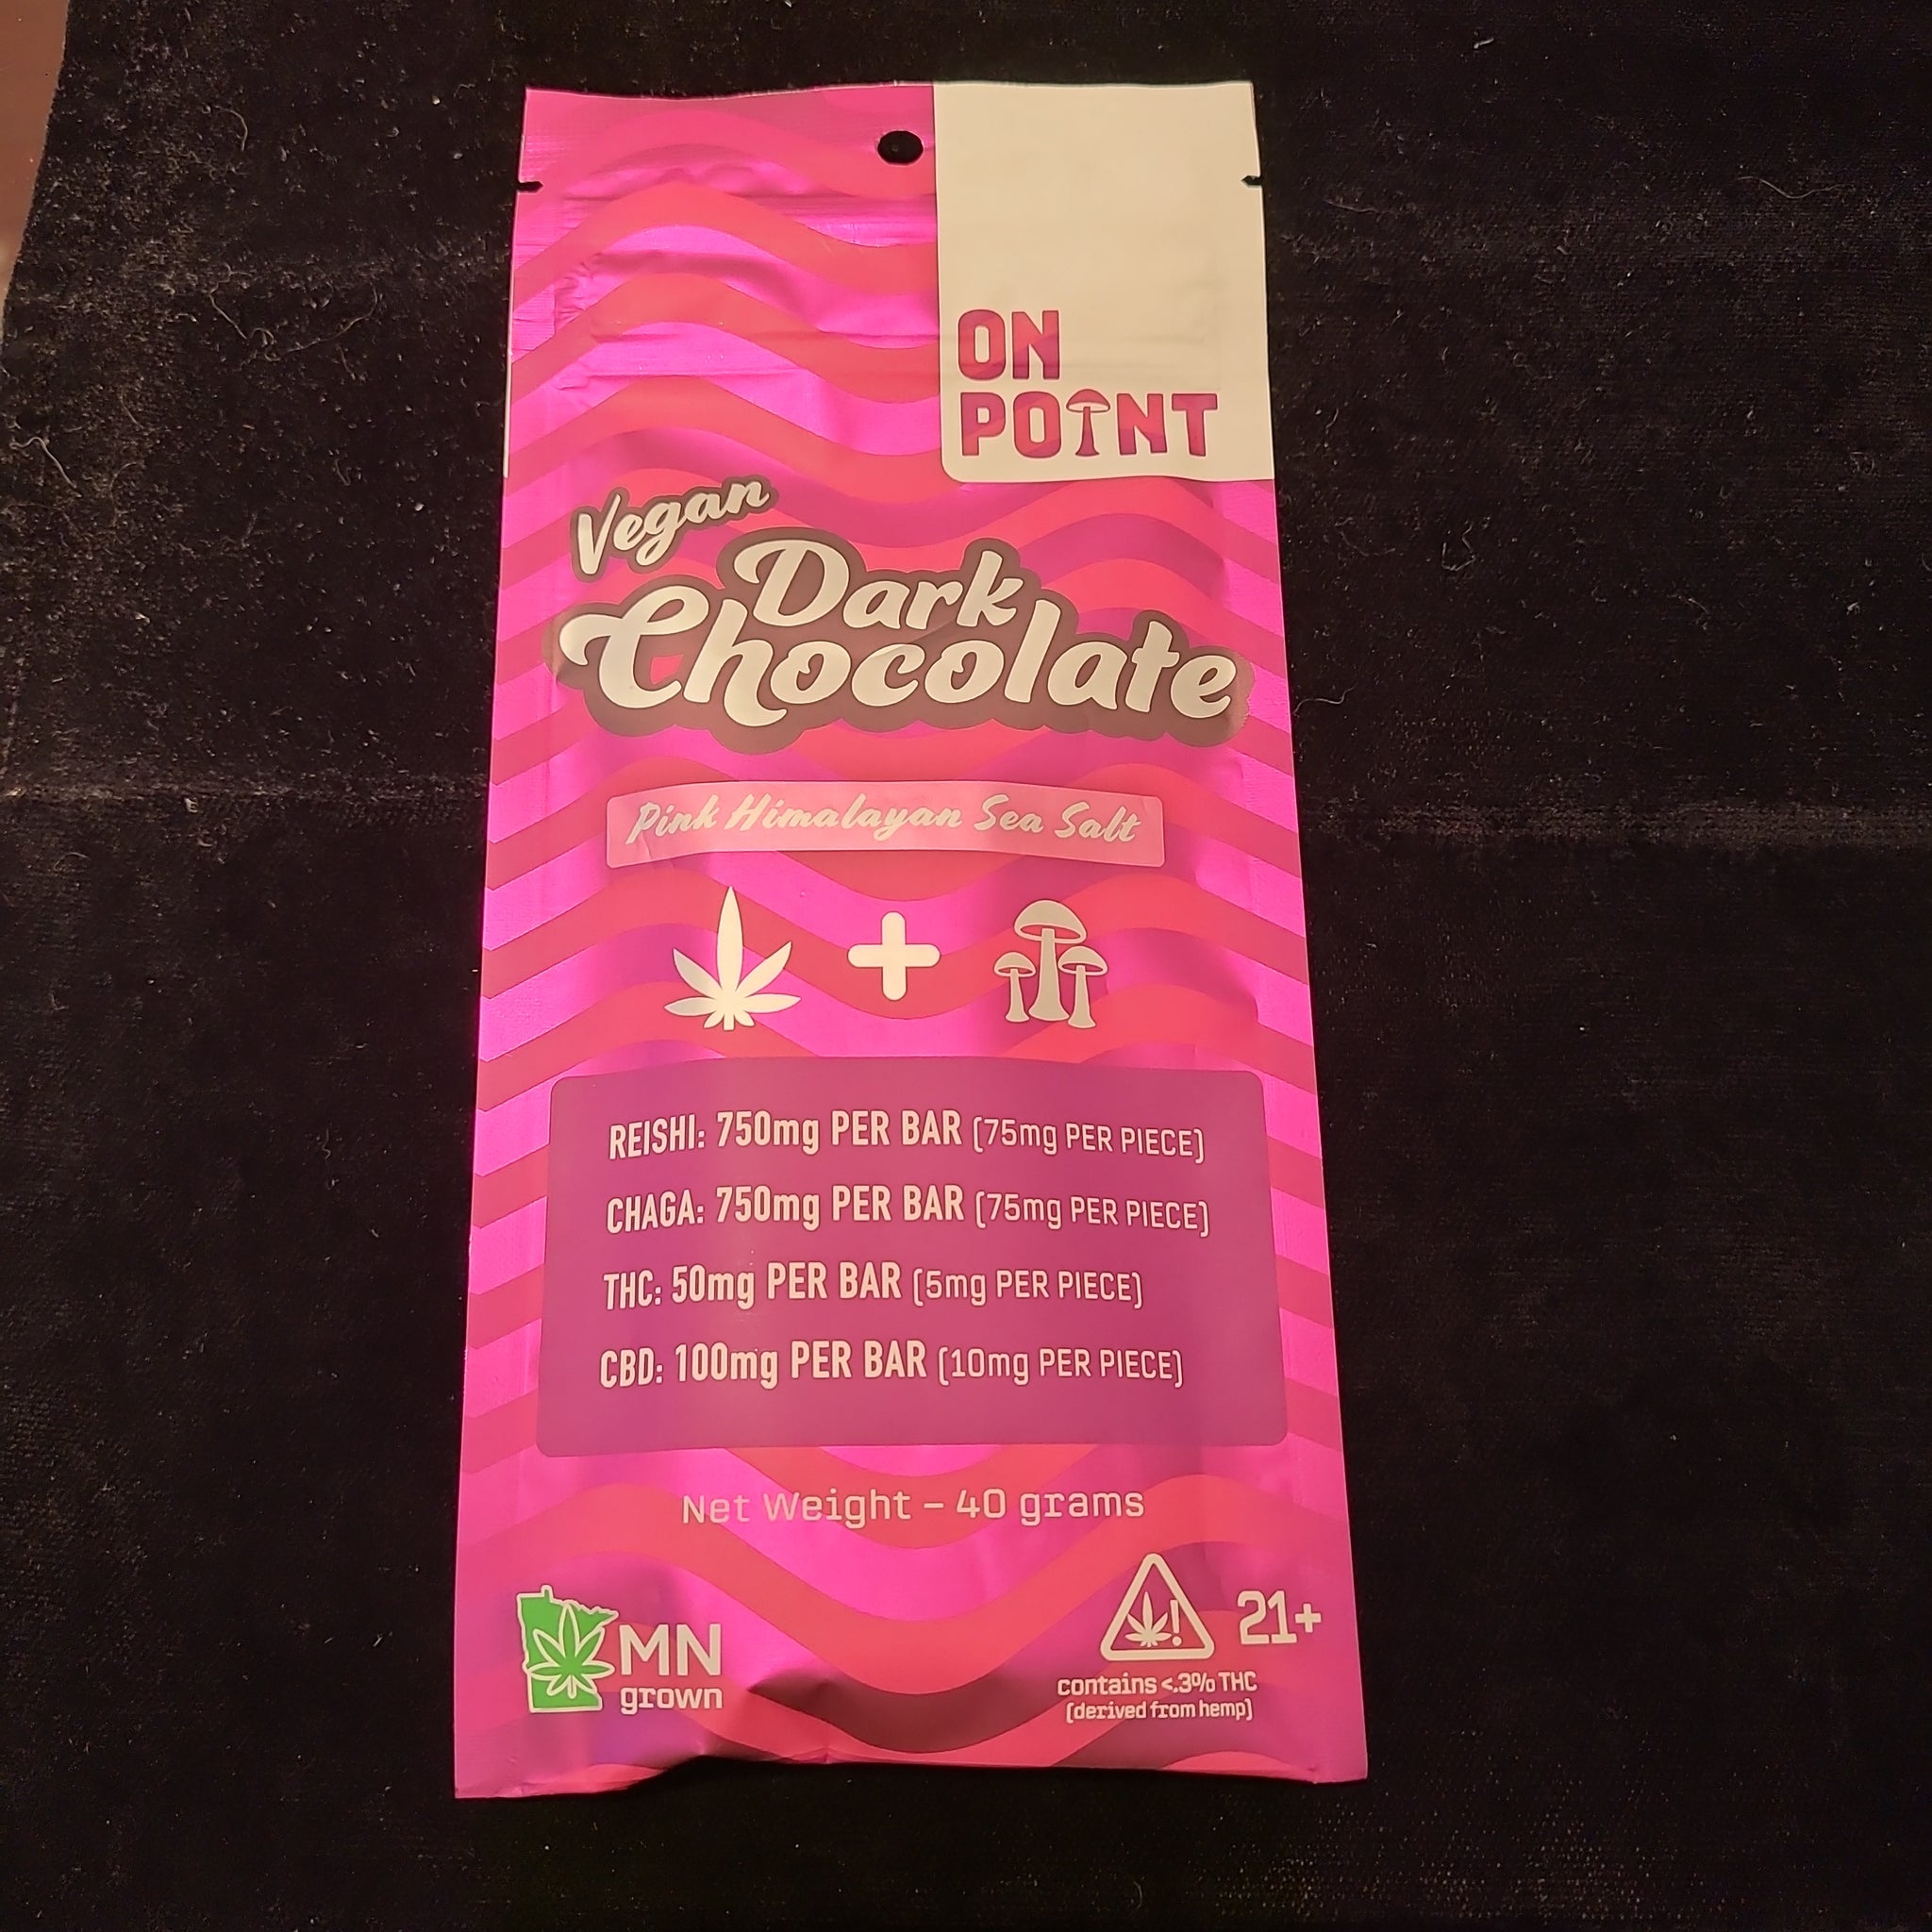 ON
POINT
Vegan
Dark
Chocolate
Pink Himalayan Sea Salt
REISHI: 750mg PER BAR (75mg PER PIECE)
CHAGA: 750mg PER BAR (75mg PER PIECE)
THC: 50mg PER BAR (5mg PER PIECE)
CBD: 100mg PER BAR (10mg PER PIECE)
Net Weight – 40 grams
MN
grown
!
21+
contains <.3% THC
(derived from hemp)